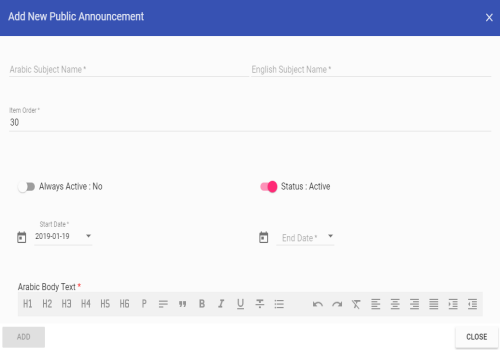 Add New Public Announcement X
Arabic Subject Name * English Subject Name *
Item Order *
30
Always Active : No Status : Active
Start Date *
2019-01-19 End Date *
Arabic Body Text *
H1 H2 H3 H4 H5 H6 P B I U
ADD CLOSE